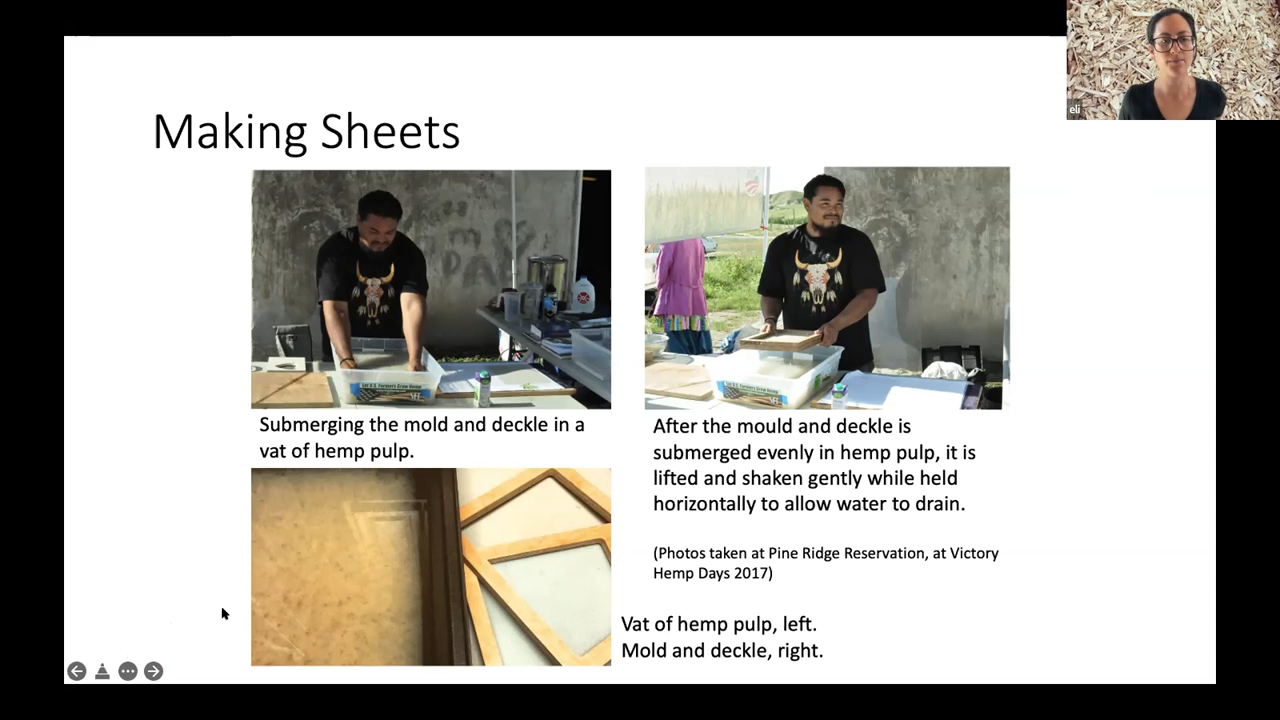 eli
Making Sheets
Submerging the mold and deckle in a
vat of hemp pulp.
After the mould and deckle is
submerged evenly in hemp pulp, it is
lifted and shaken gently while held
horizontally to allow water to drain.
(Photos taken at Pine Ridge Reservation, at Victory
Hemp Days 2017)
Vat of hemp pulp, left.
Mold and deckle, right.